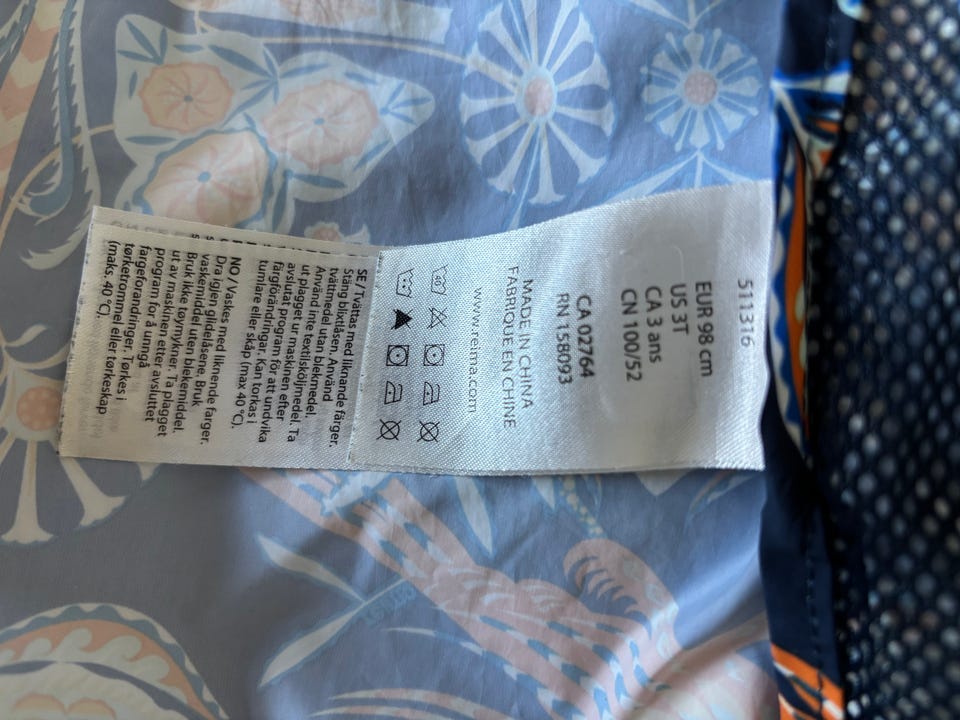 511316
EUR 98 cm
US 3T
CA 3 ans
CN 100/52
CA 02764
RN 158093
MADE IN CHINA
FABRIQUE EN CHINE
www.reima.com
SE / Tvättas med liknande färger.
Stäng blixtlåsen. Använd
tvättmedel utan blekmedel.
Använd inte textilsköljmedel. Ta
ut plagget ur maskinen efter
avslutat program för att undvika
färgförändringar. Kan torkas i
tumlare eller skåp (max 40 °C).
NO / Vaskes med liknende farger.
Dra igjen glidelåsene. Bruk
vaskemiddel uten blekemiddel.
Bruk ikke tøymykner. Ta plagget
ut av maskinen etter avsluttet
program for å unngå
fargeforandringer. Tørkes i
tørketrommel eller tørkeskap
(maks. 40 °C).